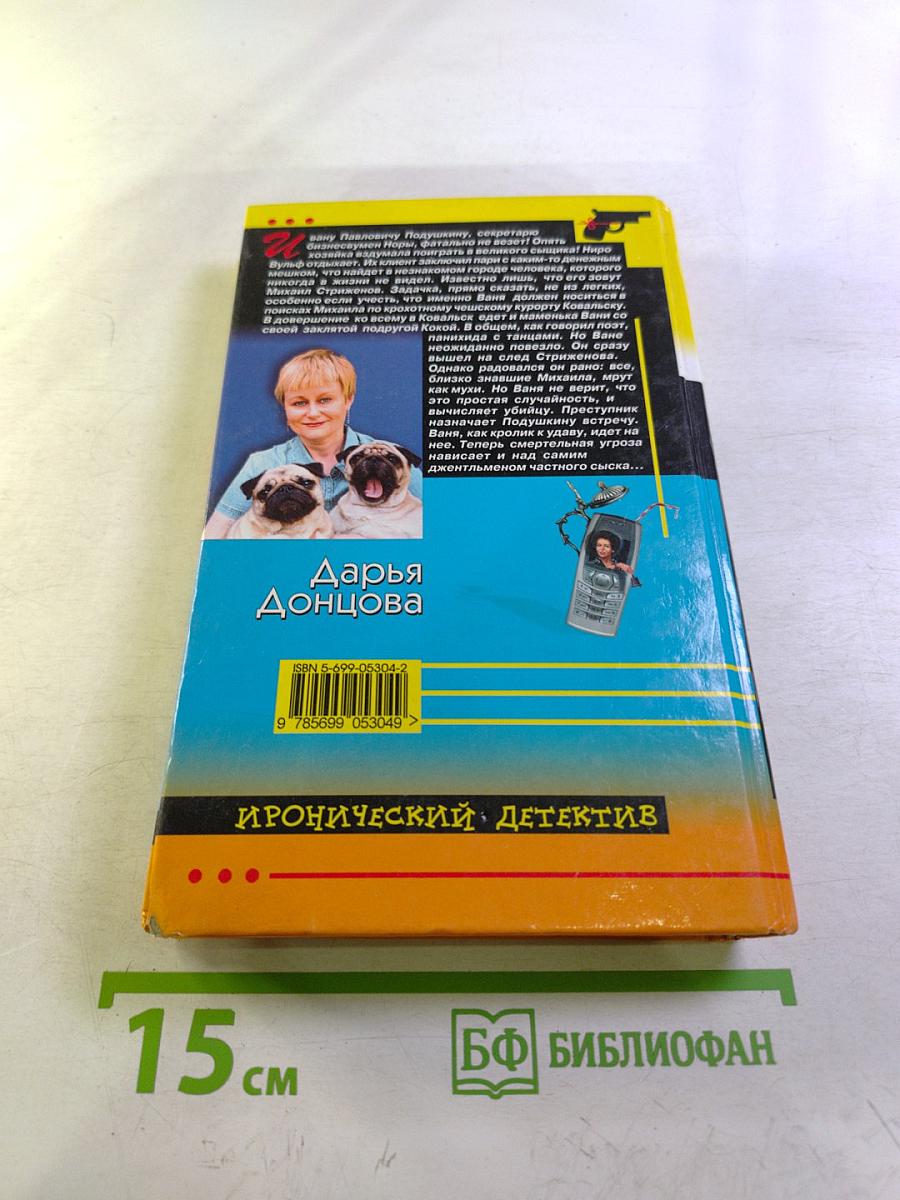 Ивану Павловичу Подушкину, секретарю
бизнесвумен Норы, фатально не везет! Опять
хозяйка вздумала поиграть в великого сыщика! Ниро
Вульф отдыхает. Их клиент заключил пари с каким-то денежным
мешком, что найдет в незнакомом городе человека, которого
никогда в жизни не видел. Известно лишь, что его зовут
Михаил Стриженов. Задачка, прямо сказать, не из легких,
особенно если учесть, что именно Ваня должен носиться в
поисках Михаила по крохотному чешскому курорту Ковальску.
В довершение ко всему в Ковальск едет и маменька Вани со
своей заклятой подругой Кокой. В общем, как говорил поэт,
панихида с танцами. Но Ване
неожиданно повезло. Он сразу
вышел на след Стриженова.
Однако радовался он рано: все,
близко знавшие Михаила, мрут
как мухи. Но Ваня не верит, что
это простая случайность, и
вычисляет убийцу. Преступник
назначает Подушкину встречу.
Ваня, как кролик к удаву, идет на
нее. Теперь смертельная угроза
нависает и над самим
джентльменом частного сыска...
Дарья
Донцова
ISBN 5-699-05304-2
9 785699 053049 >
ИРОНИЧЕСКИЙ ДЕТЕКТИВ
15 см
БФ БИБЛИОФАН